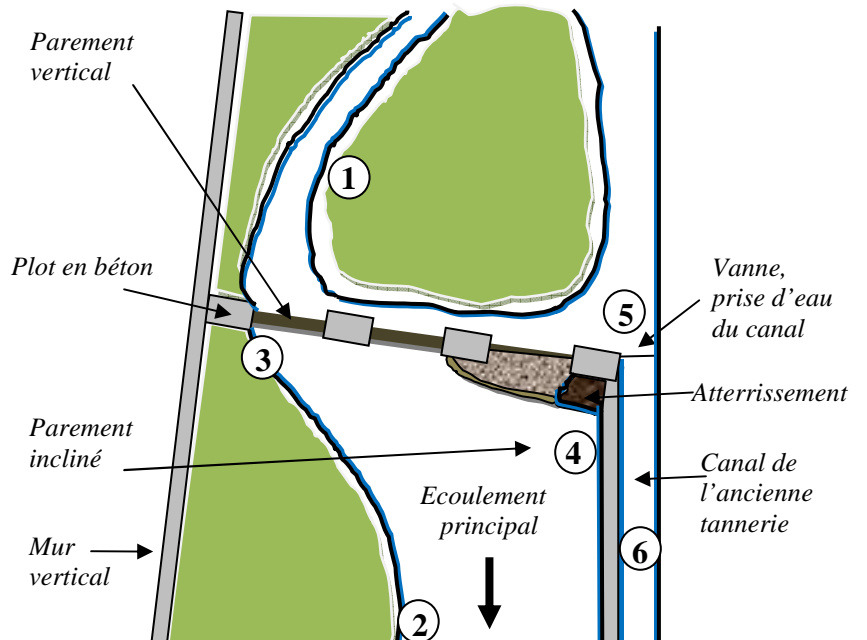 Parement
vertical
1
Plot en béton
Vanne,
prise d’eau
du canal
5
3
Atterrissement
Parement
incliné
4
Canal de
l’ancienne
tannerie
Ecoulement
principal
Mur
vertical
6
2